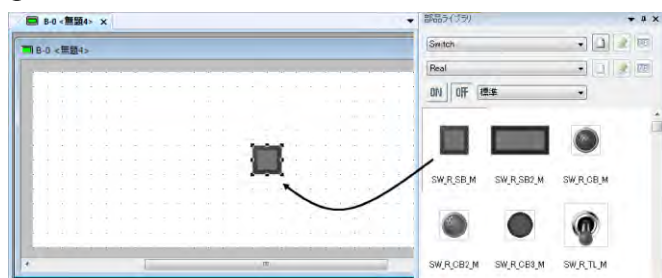 B-0 <無題4> ×
B-0 <無題4>
部品ライブラリ
Switch
Real
ON OFF 標準
SW_R_SB_M SW_R_SB2_M SW_R_CB_M
SW_R_CB2_M SW_R_CB3_M SW_R_TL_M